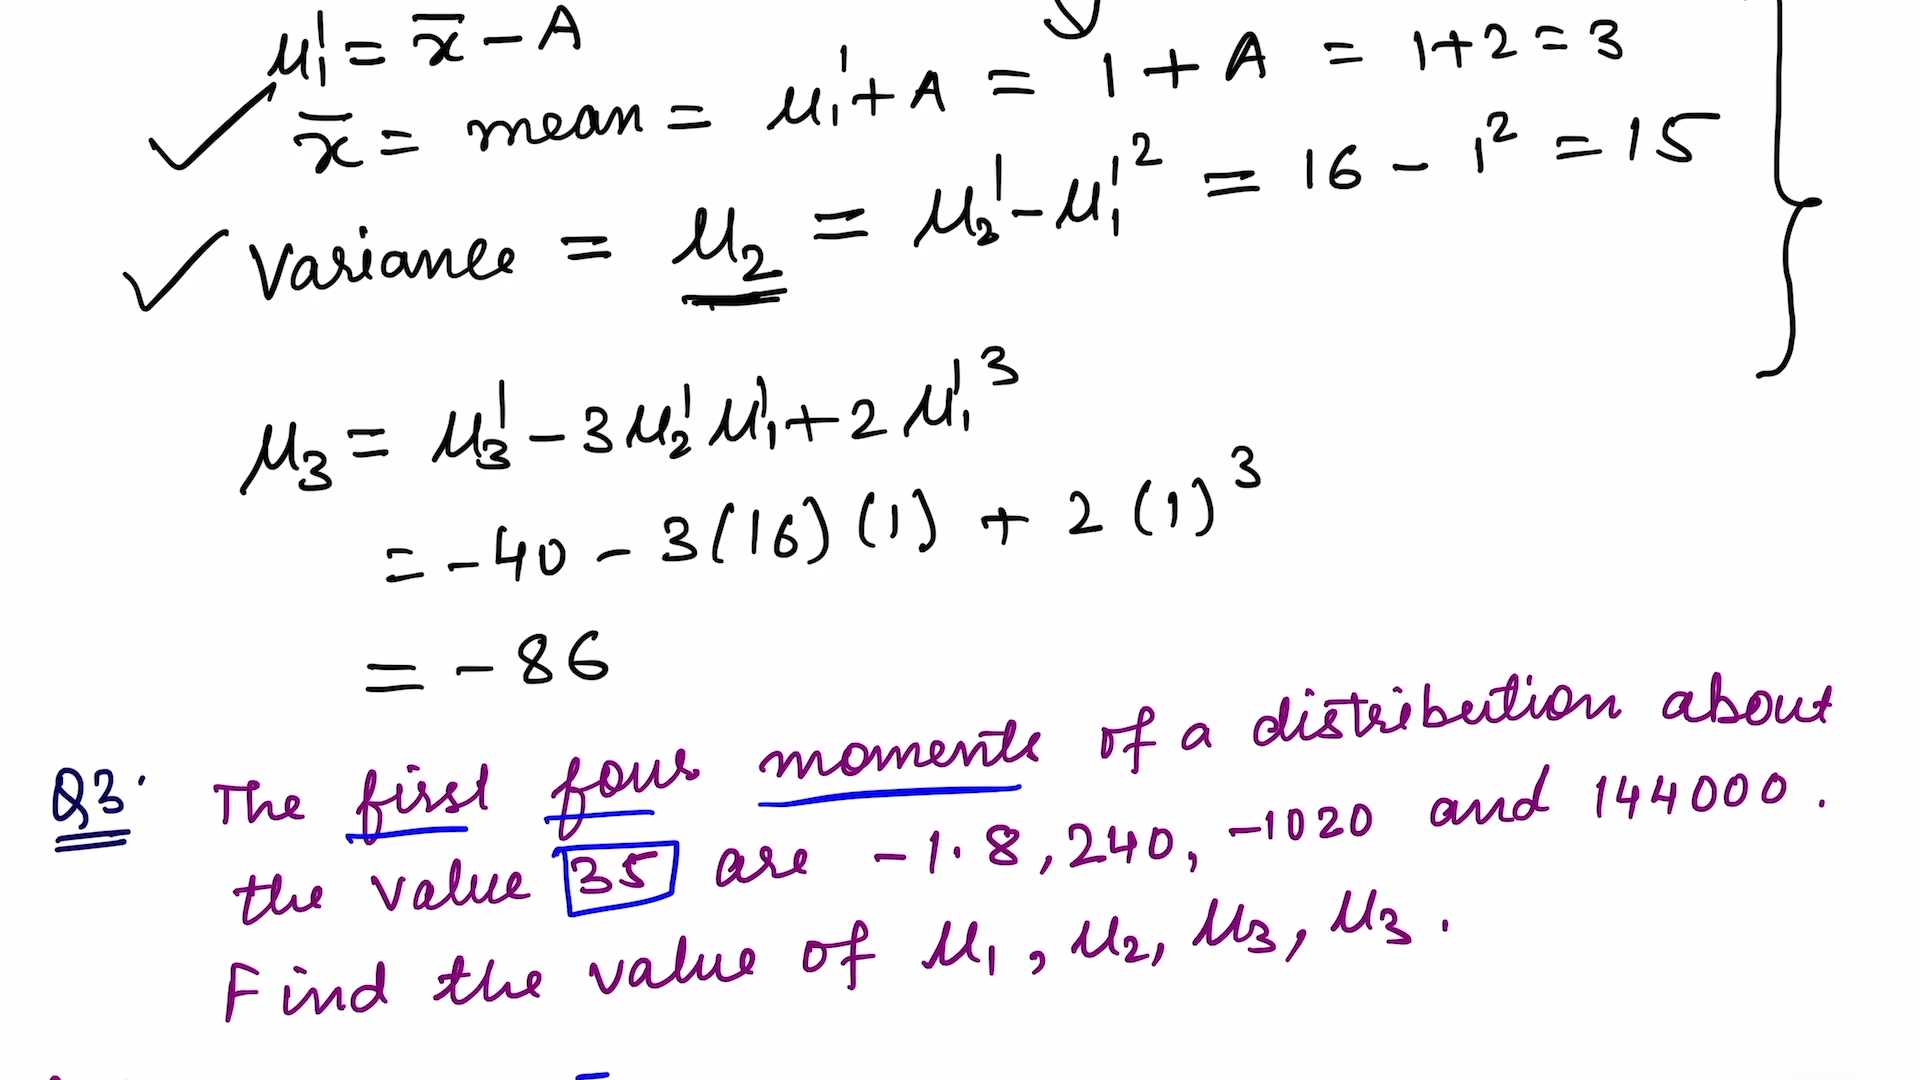 μ₁' = x̄ - A
x̄ = mean = μ₁' + A = 1 + A = 1+2 = 3
Variance = μ₂ = μ₂' - μ₁'² = 16 - 1² = 15
μ₃ = μ₃' - 3μ₂'μ₁' + 2μ₁'³
= -40 - 3(16)(1) + 2(1)³
= -86
Q3. The first four moments of a distribution about
the value 35 are -1.8, 240, -1020 and 144000.
Find the value of μ₁, μ₂, μ₃, μ₃.